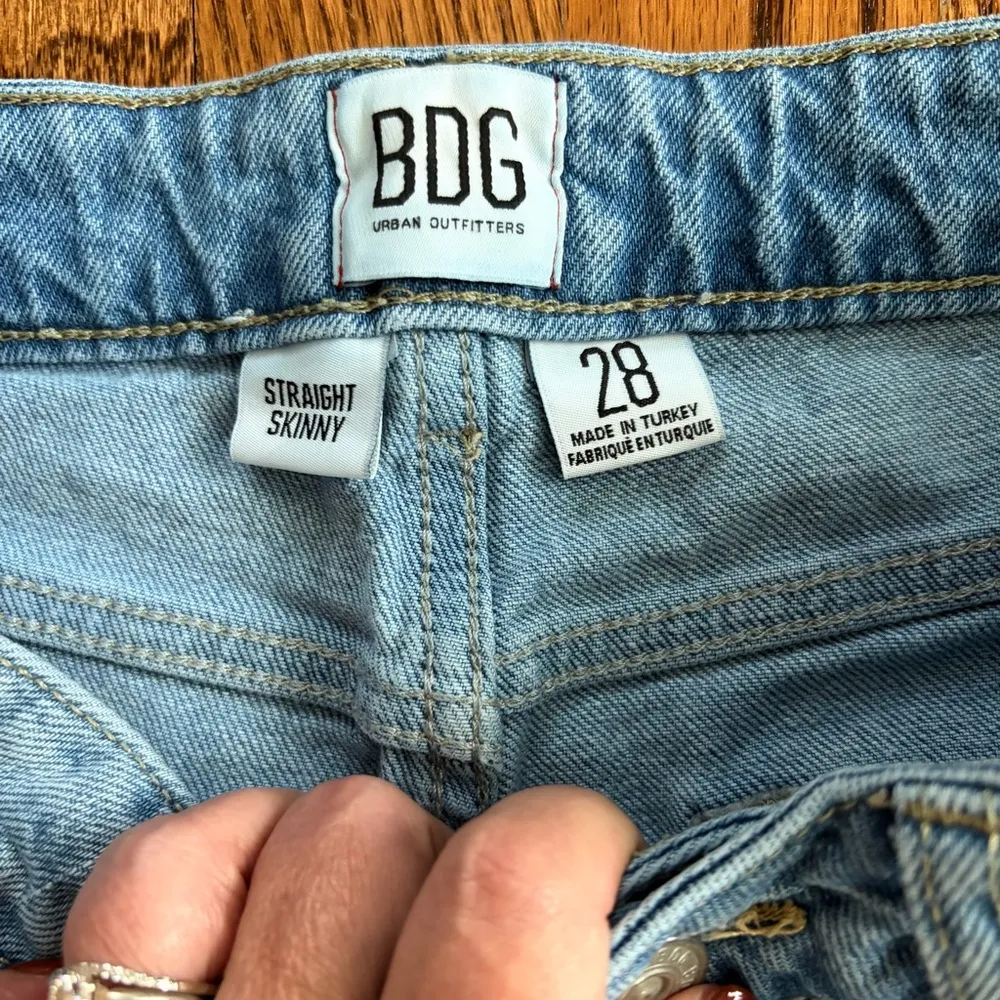 BDG
URBAN OUTFITTERS
STRAIGHT
SKINNY
28
MADE IN TURKEY
FABRIQUÉ EN TURQUIE